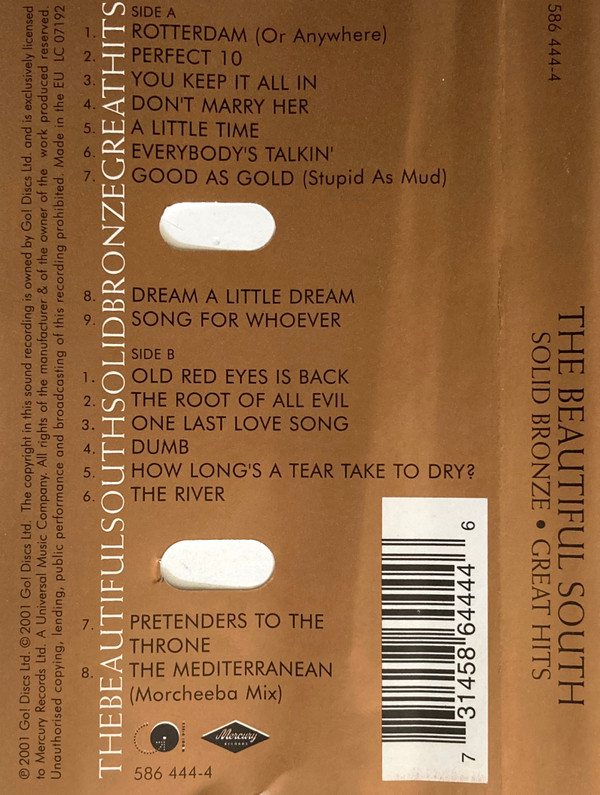 ℗ 2001 Go! Discs Ltd. © 2001 Go! Discs Ltd. The copyright in this sound recording is owned by Go! Discs Ltd. and is exclusively licensed
to Mercury Records Ltd. A Universal Music Company. All rights of the manufacturer & of the owner of the work produced reserved.
Unauthorised copying, lending, public performance and broadcasting of this recording prohibited. Made in the EU LC 07192
THEBEAUTIFULSOUTHSOLIDBRONZEGREATHITS
SIDE A
1. ROTTERDAM (Or Anywhere)
2. PERFECT 10
3. YOU KEEP IT ALL IN
4. DON'T MARRY HER
5. A LITTLE TIME
6. EVERYBODY'S TALKIN'
7. GOOD AS GOLD (Stupid As Mud)
8. DREAM A LITTLE DREAM
9. SONG FOR WHOEVER
SIDE B
1. OLD RED EYES IS BACK
2. THE ROOT OF ALL EVIL
3. ONE LAST LOVE SONG
4. DUMB
5. HOW LONG'S A TEAR TAKE TO DRY?
6. THE RIVER
7. PRETENDERS TO THE
THRONE
8. THE MEDITERRANEAN
(Morcheeba Mix)
Mercury
RECORDS
586 444-4
7 31458 64444 6
586 444-4
THE BEAUTIFUL SOUTH
SOLID BRONZE • GREAT HITS